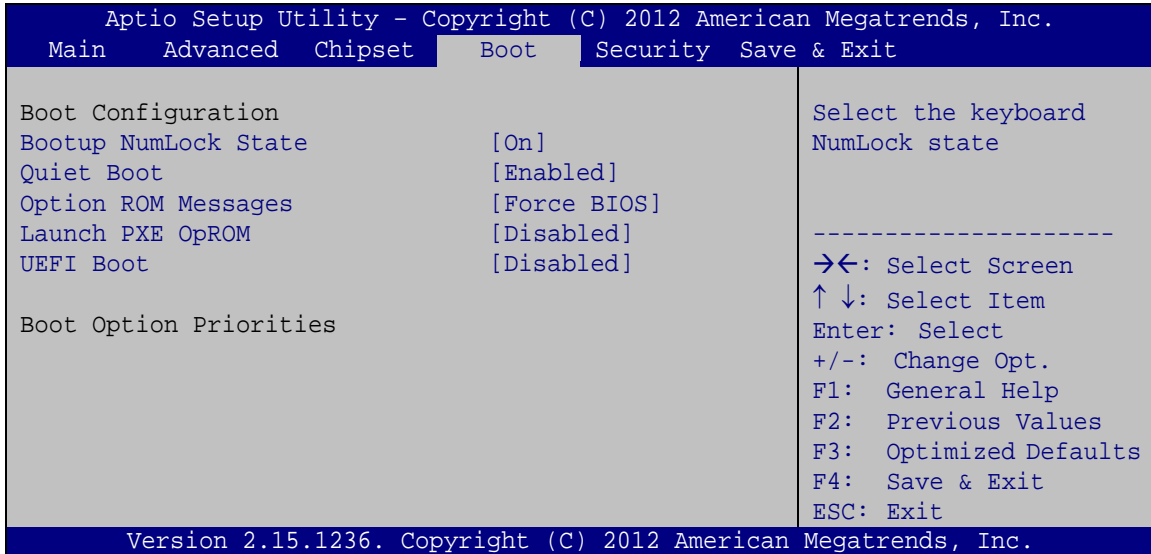 Aptio Setup Utility – Copyright (C) 2012 American Megatrends, Inc.
Main Advanced Chipset Boot Security Save & Exit
Boot Configuration
Bootup NumLock State [On]
Quiet Boot [Enabled]
Option ROM Messages [Force BIOS]
Launch PXE OpROM [Disabled]
UEFI Boot [Disabled]
Boot Option Priorities
Select the keyboard
NumLock state
---------------------
→←: Select Screen
↑ ↓: Select Item
Enter: Select
+/-: Change Opt.
F1: General Help
F2: Previous Values
F3: Optimized Defaults
F4: Save & Exit
ESC: Exit
Version 2.15.1236. Copyright (C) 2012 American Megatrends, Inc.